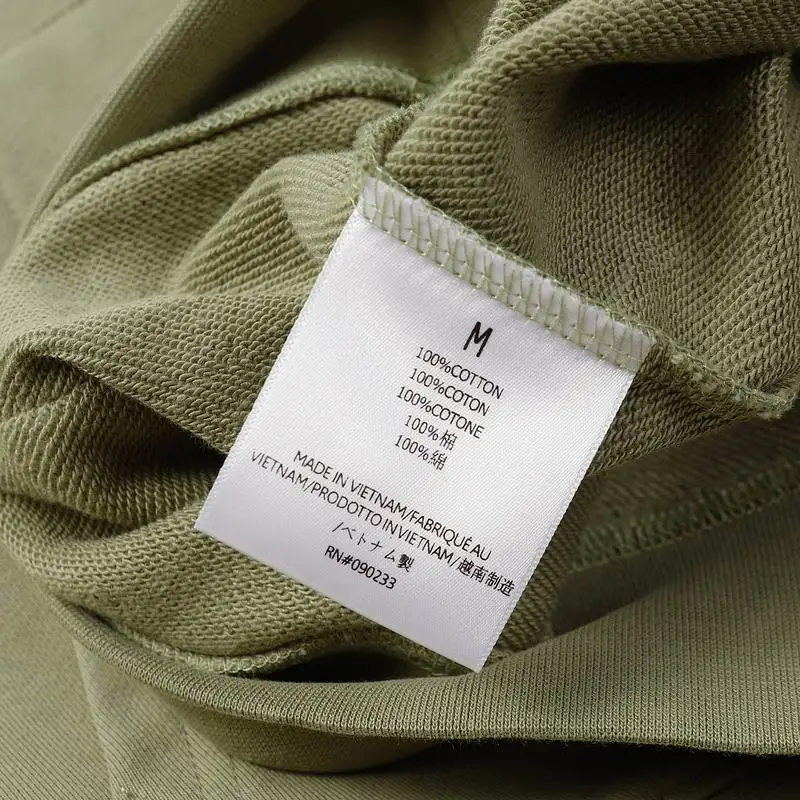 M
100%COTTON
100%COTON
100%COTONE
100%棉
100%綿
MADE IN VIETNAM/FABRIQUÉ AU
VIETNAM/PRODOTTO IN VIETNAM/越南制造
/ベトナム製
RN#090233